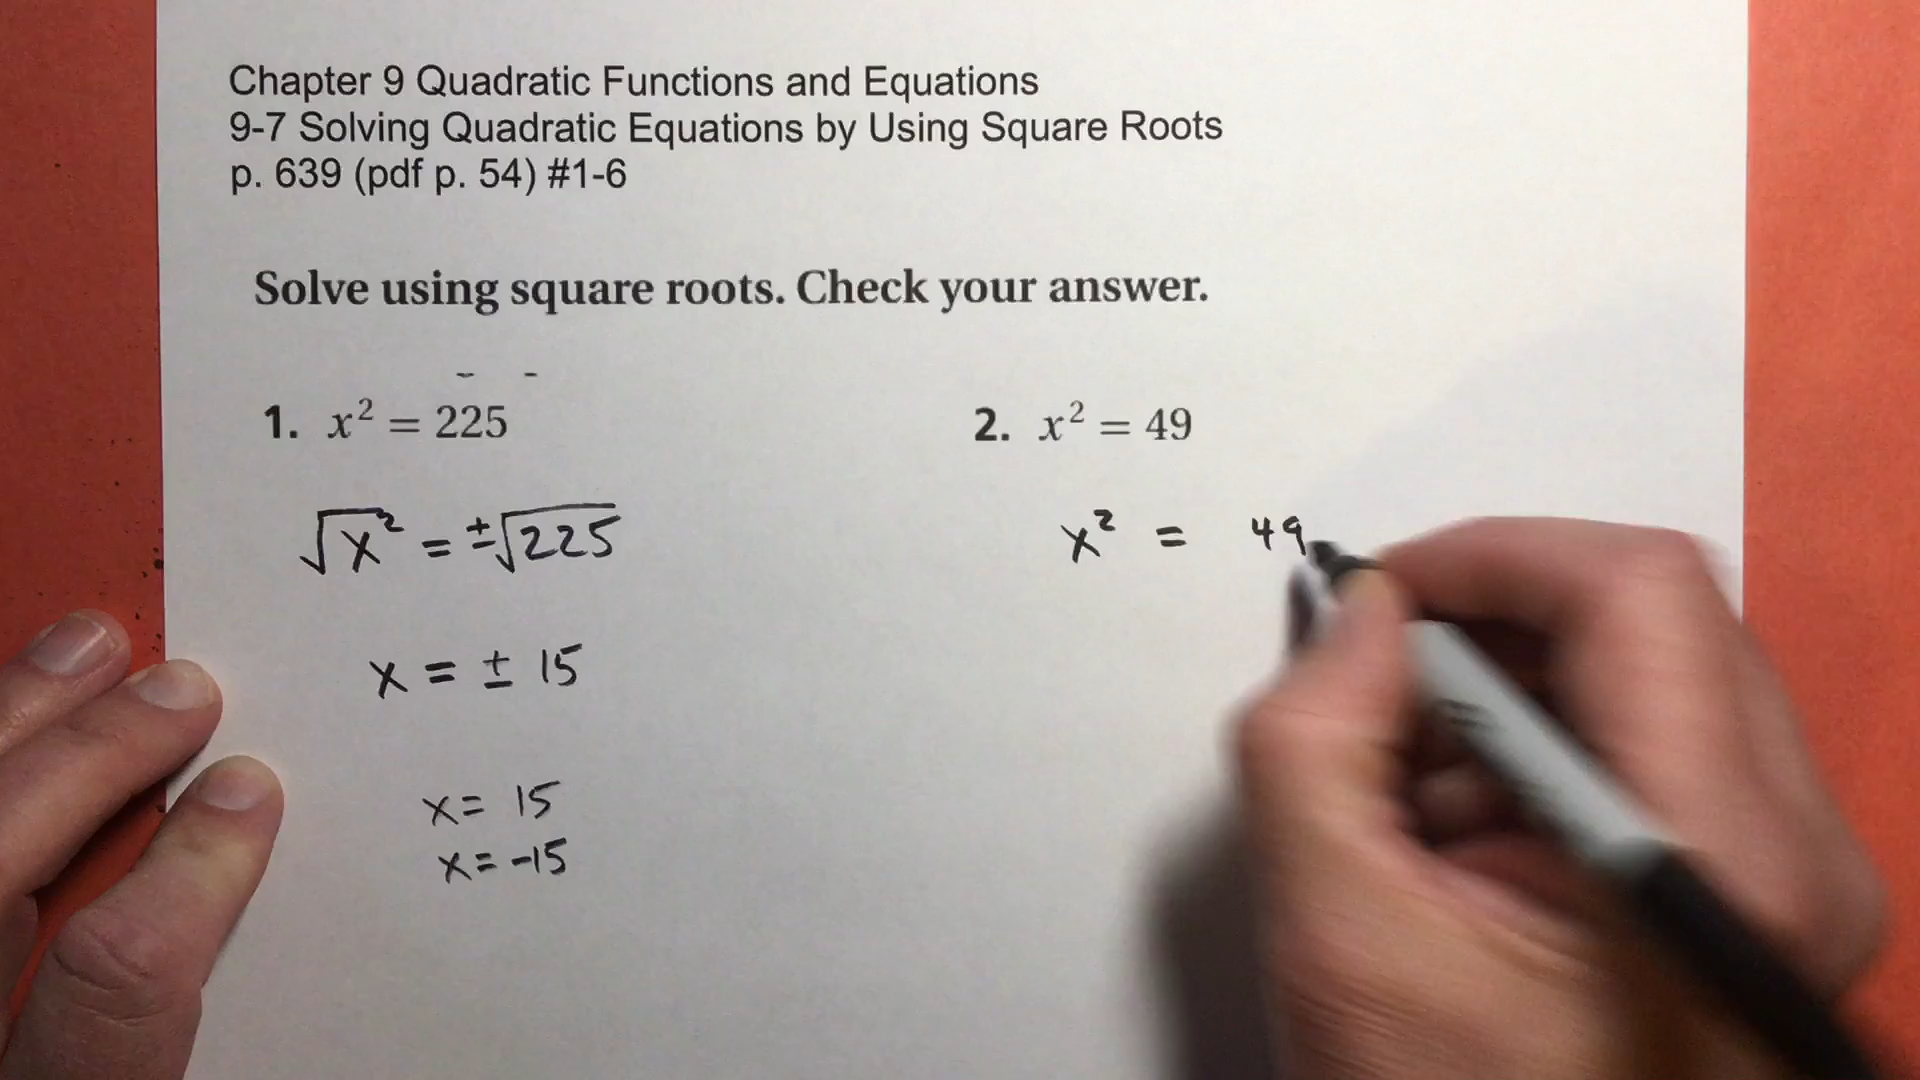 Chapter 9 Quadratic Functions and Equations
9-7 Solving Quadratic Equations by Using Square Roots
p. 639 (pdf p. 54) #1-6
Solve using square roots. Check your answer.
1. x² = 225
√x² = ±√225
x = ± 15
x = 15
x = -15
2. x² = 49
x² = 49